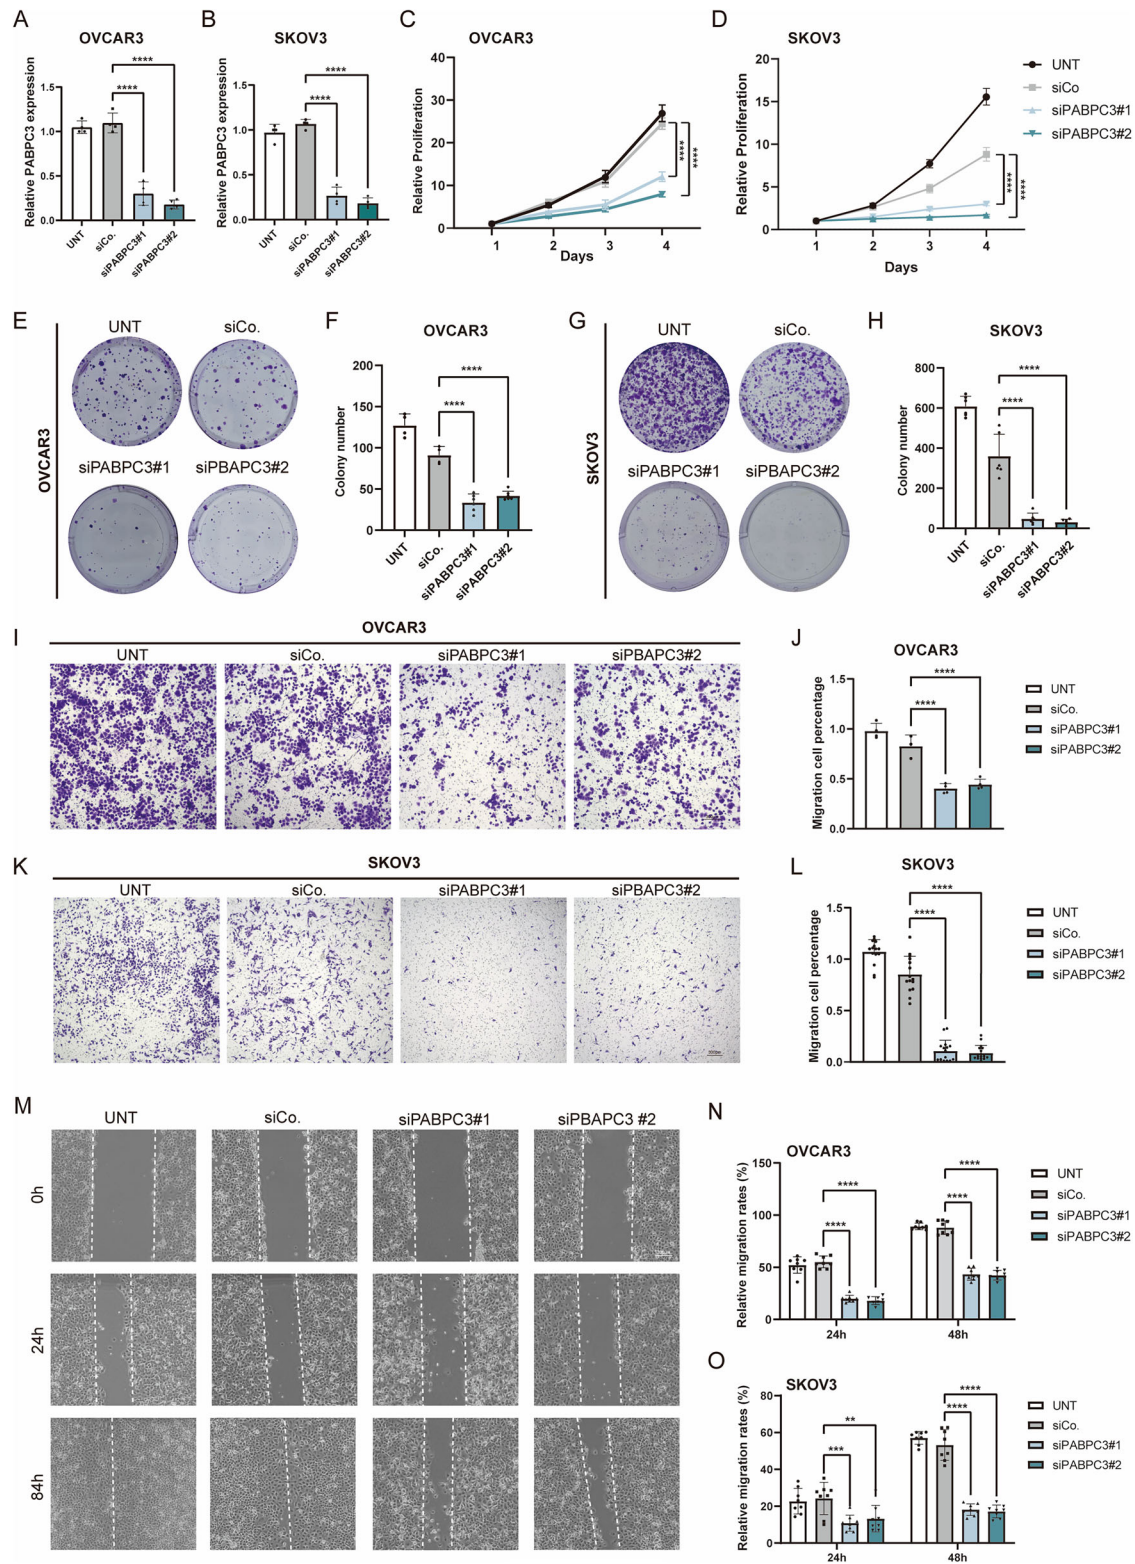 A
OVCAR3
Relative PABPC3 expression
1.5
1.0
0.5
0.0
****
****
UNT
siCo.
siPABPC3#1
siPABPC3#2
B
SKOV3
Relative PABPC3 expression
1.5
1.0
0.5
0.0
****
****
UNT
siCo.
siPABPC3#1
siPABPC3#2
C
OVCAR3
Relative Proliferation
40
30
20
10
0
1 2 3 4
Days
****
****
D
SKOV3
Relative Proliferation
20
15
10
5
0
1 2 3 4
Days
****
****
UNT
siCo
siPABPC3#1
siPABPC3#2
E
OVCAR3
UNT siCo.
siPABPC3#1 siPBAPC3#2
F
OVCAR3
Colony number
200
150
100
50
0
****
****
UNT
siCo.
siPABPC3#1
siPABPC3#2
G
SKOV3
UNT siCo.
siPABPC3#1 siPBAPC3#2
H
SKOV3
Colony number
800
600
400
200
0
****
****
UNT
siCo.
siPABPC3#1
siPABPC3#2
I
OVCAR3
UNT siCo. siPABPC3#1 siPBAPC3#2
J
OVCAR3
Migration cell percentage
1.5
1.0
0.5
0.0
****
****
UNT
siCo.
siPABPC3#1
siPABPC3#2
K
SKOV3
UNT siCo. siPABPC3#1 siPBAPC3#2
L
SKOV3
Migration cell percentage
1.5
1.0
0.5
0.0
****
****
UNT
siCo.
siPABPC3#1
siPABPC3#2
M
UNT siCo. siPABPC3#1 siPBAPC3 #2
0h
24h
84h
N
OVCAR3
Relative migration rates (%)
150
100
50
0
****
****
****
****
24h 48h
UNT
siCo.
siPABPC3#1
siPABPC3#2
O
SKOV3
Relative migration rates (%)
80
60
40
20
0
**
***
****
****
24h 48h
UNT
siCo.
siPABPC3#1
siPABPC3#2